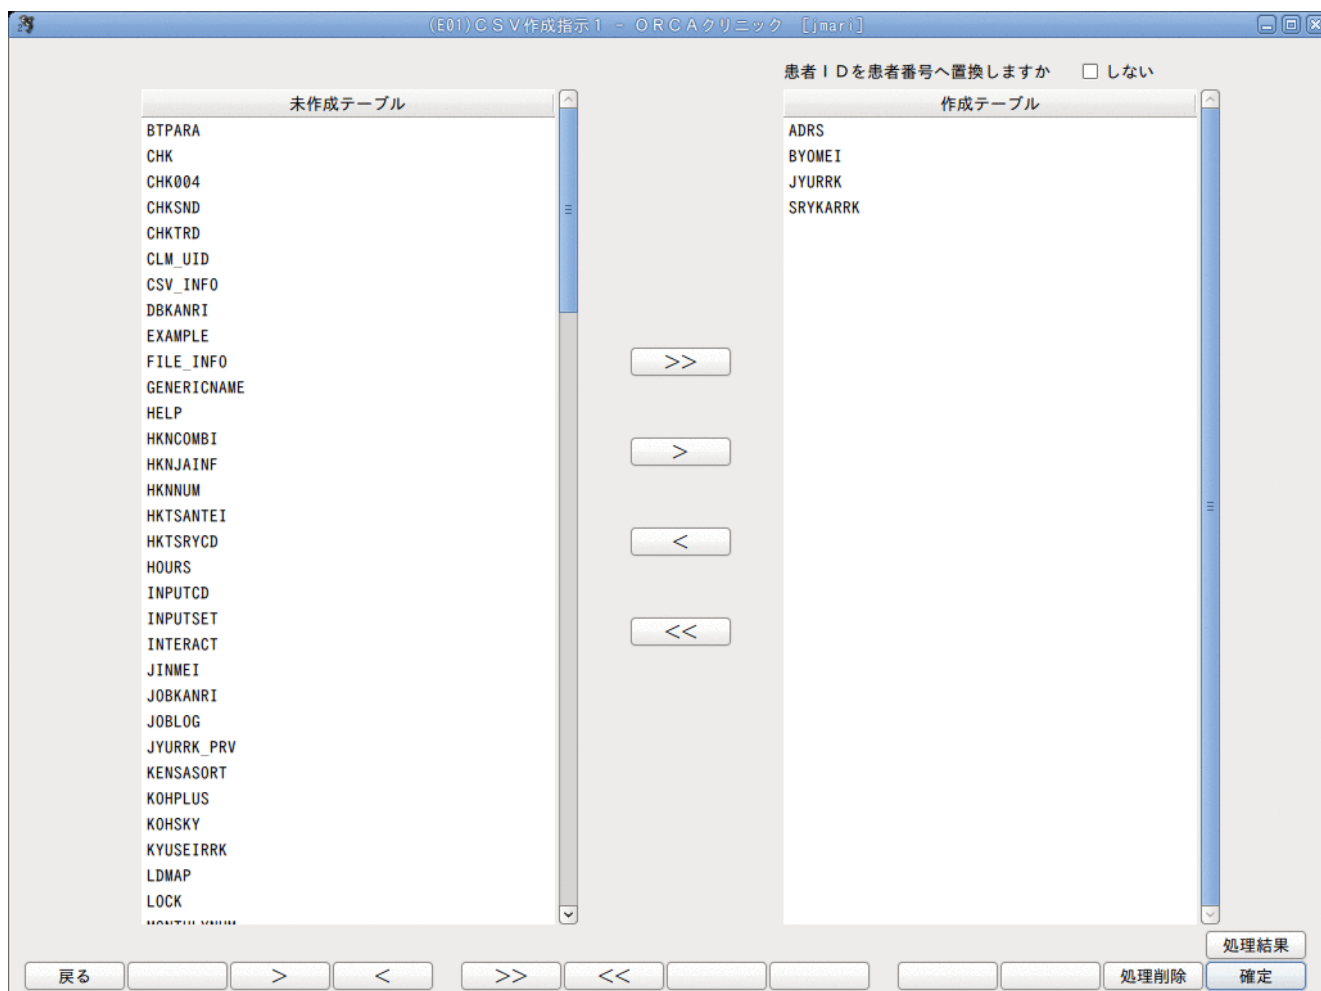 (E01)CSV作成指示1 - ORCAクリニック [jmari]
患者IDを患者番号へ置換しますか しない
未作成テーブル
BTPARA
CHK
CHK004
CHKSND
CHKTRD
CLM_UID
CSV_INFO
DBKANRI
EXAMPLE
FILE_INFO
GENERICNAME
HELP
HKNCOMBI
HKNJAINF
HKNNUM
HKTSANTEI
HKTSRYCD
HOURS
INPUTCD
INPUTSET
INTERACT
JINMEI
JOBKANRI
JOBLOG
JYURRK_PRV
KENSASORT
KOHPLUS
KOHSKY
KYUSEIRRK
LDMAP
LOCK
>>
>
<
<<
作成テーブル
ADRS
BYOMEI
JYURRK
SRYKARRK
処理結果
戻る > < >> << 処理削除 確定